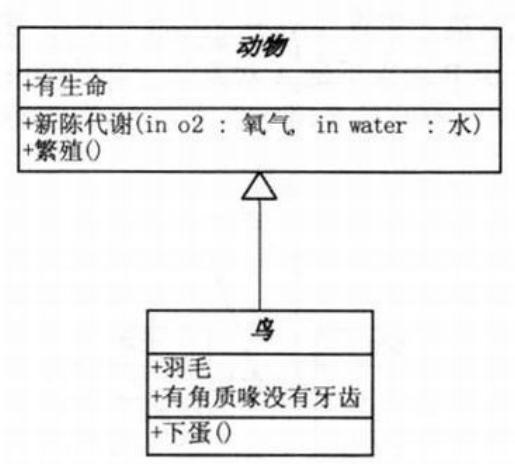 动物
+有生命
+新陈代谢(in o2 : 氧气, in water : 水)
+繁殖()
鸟
+羽毛
+有角质喙没有牙齿
+下蛋()